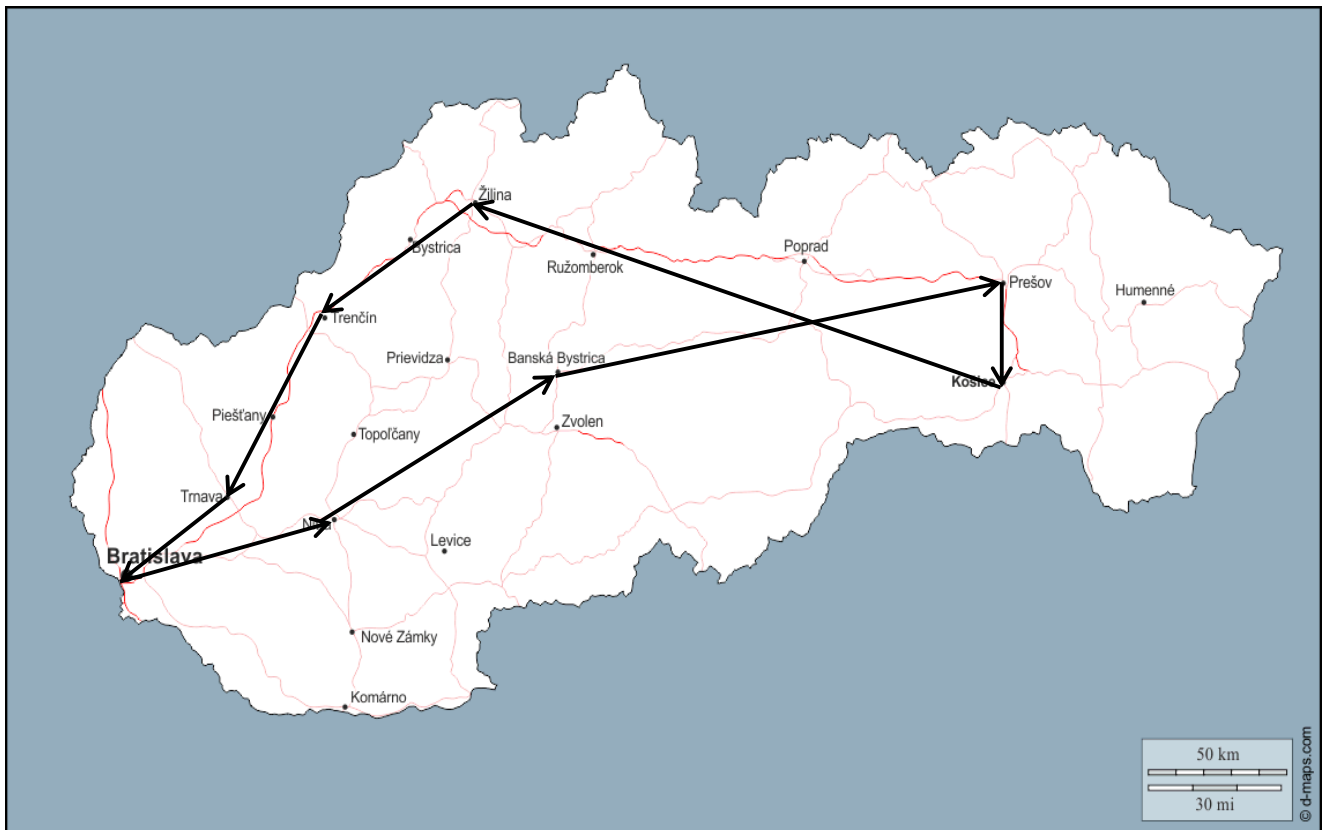 Žilina
Bystrica
Poprad
Ružomberok
Prešov
Humenné
Trenčín
Prievidza
Banská Bystrica
Košice
Piešťany
Topoľčany
Zvolen
Trnava
Nitra
Levice
Bratislava
Nové Zámky
Komárno
50 km
30 mi
© d-maps.com